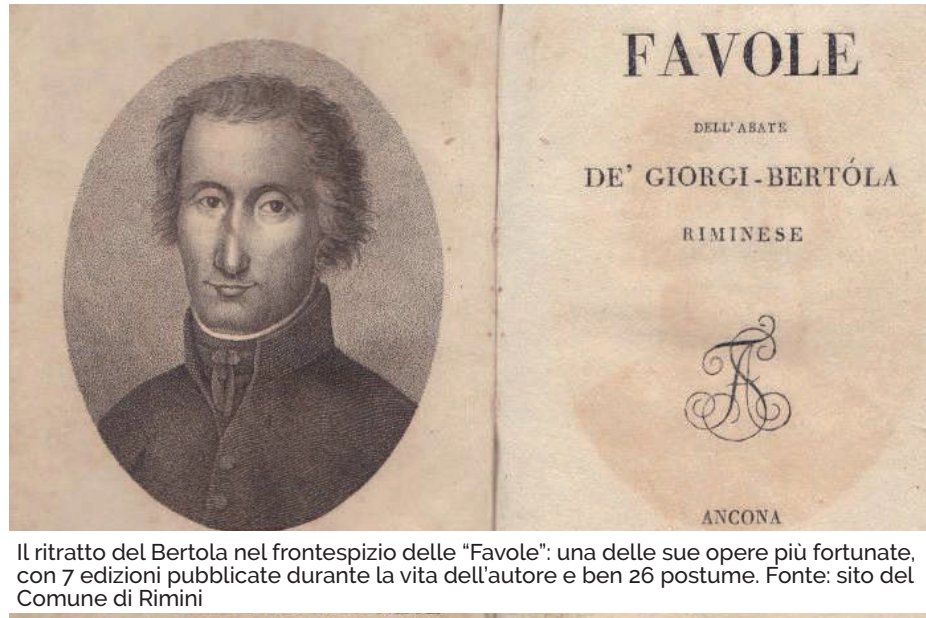 FAVOLE
DELL' ABATE
DE' GIORGI-BERTÓLA
RIMINESE
ANCONA
Il ritratto del Bertola nel frontespizio delle “Favole”: una delle sue opere più fortunate,
con 7 edizioni pubblicate durante la vita dell’autore e ben 26 postume. Fonte: sito del
Comune di Rimini